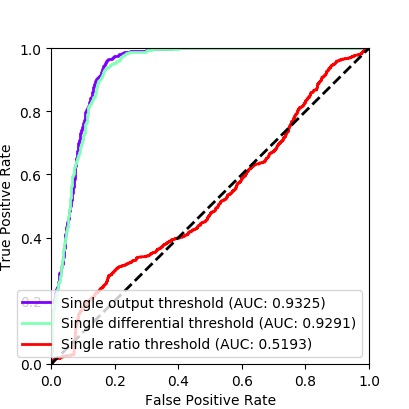 1.0
0.8
0.6
0.4
0.2
0.0
True Positive Rate
Single output threshold (AUC: 0.9325)
Single differential threshold (AUC: 0.9291)
Single ratio threshold (AUC: 0.5193)
0.0 0.2 0.4 0.6 0.8 1.0
False Positive Rate